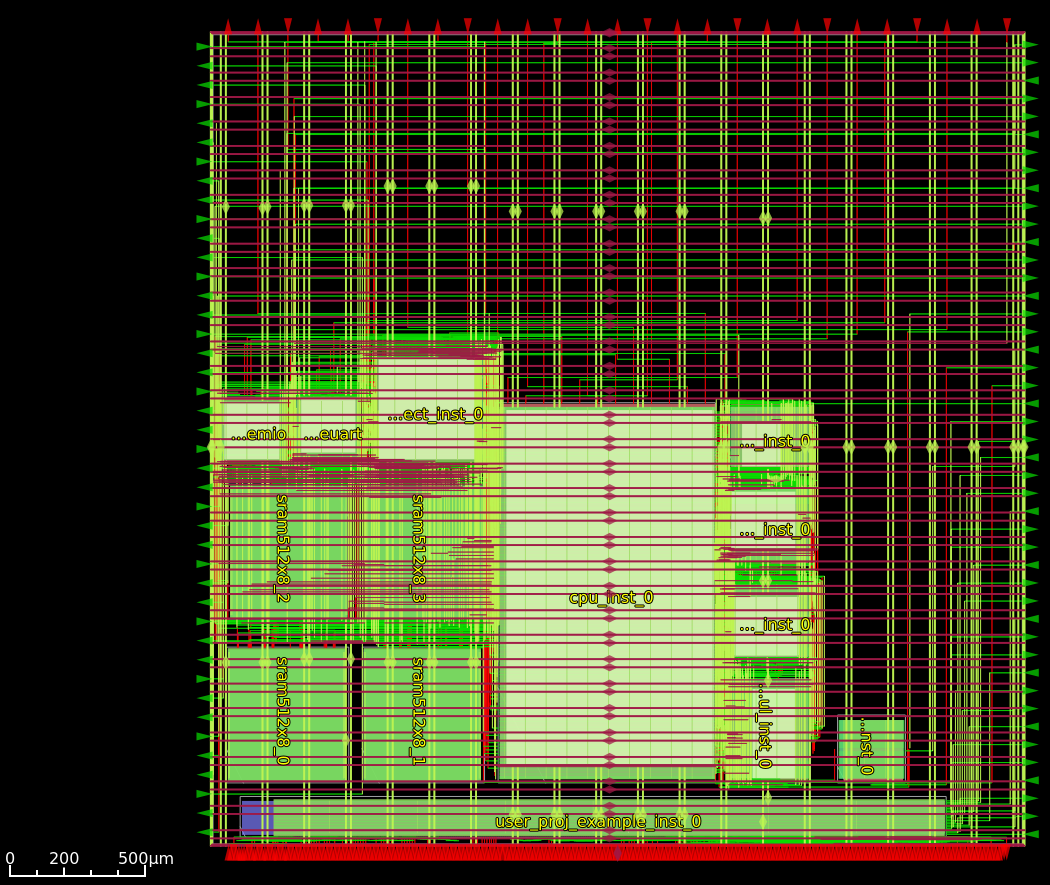 ...ect_inst_0
...emio
...euart
..._inst_0
sram512x8_2
sram512x8_3
..._inst_0
cpu_inst_0
..._inst_0
sram512x8_0
sram512x8_1
...ul_inst_0
...nst_0
user_proj_example_inst_0
0 200 500µm